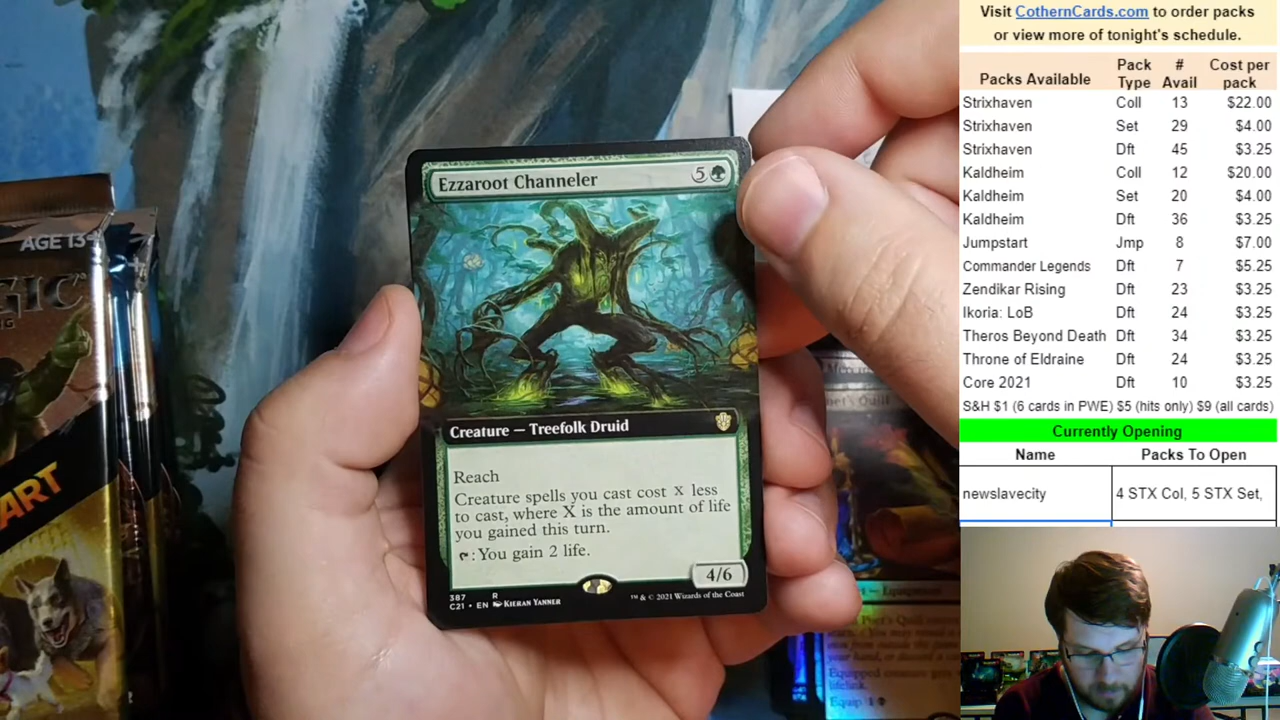 Visit CothernCards.com to order packs
or view more of tonight's schedule.
Packs Available Pack Type # Avail Cost per pack
Strixhaven Coll 13 $22.00
Strixhaven Set 29 $4.00
Strixhaven Dft 45 $3.25
Kaldheim Coll 12 $20.00
Kaldheim Set 20 $4.00
Kaldheim Dft 36 $3.25
Jumpstart Jmp 8 $7.00
Commander Legends Dft 7 $5.25
Zendikar Rising Dft 23 $3.25
Ikoria: LoB Dft 24 $3.25
Theros Beyond Death Dft 34 $3.25
Throne of Eldraine Dft 24 $3.25
Core 2021 Dft 10 $3.25
S&H $1 (6 cards in PWE) $5 (hits only) $9 (all cards)
Currently Opening
Name Packs To Open
newslavecity 4 STX Col, 5 STX Set,
AGE 13+
Ezzaroot Channeler 5
Creature — Treefolk Druid
Reach
Creature spells you cast cost X less
to cast, where X is the amount of life
you gained this turn.
: You gain 2 life.
4/6
387 R
C21 • EN KIERAN YANNER
™ & © 2021 Wizards of the Coast
Equip 1